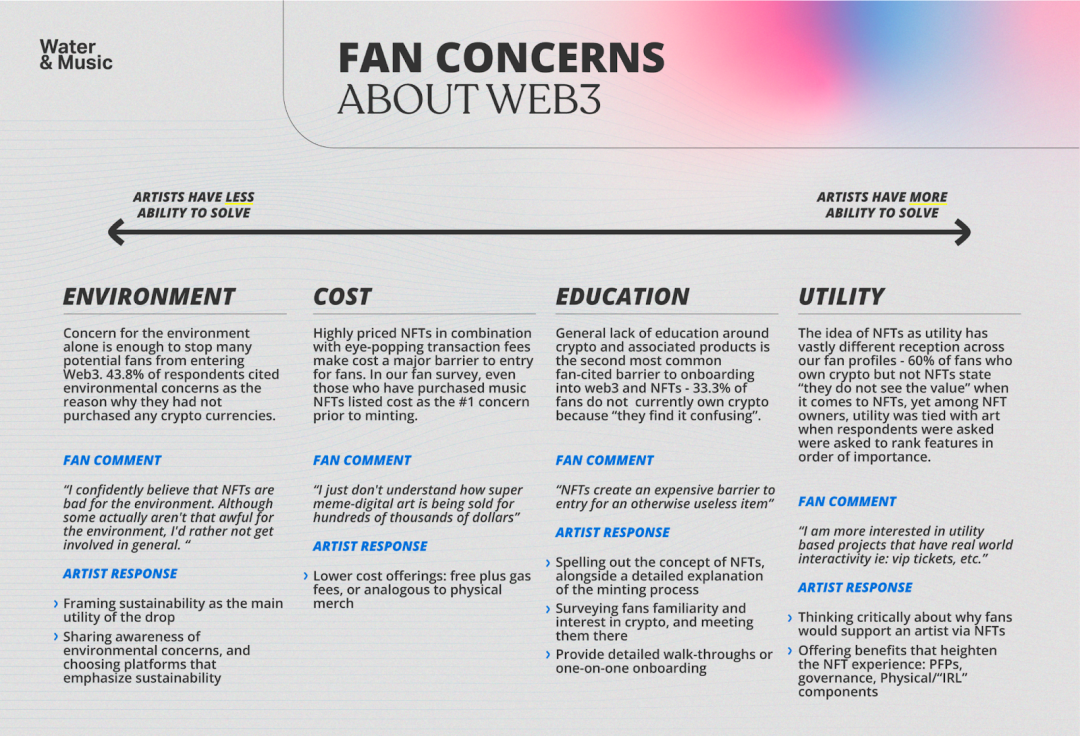 Water
& Music
FAN CONCERNS
ABOUT WEB3
ARTISTS HAVE LESS
ABILITY TO SOLVE
ARTISTS HAVE MORE
ABILITY TO SOLVE
ENVIRONMENT
Concern for the environment
alone is enough to stop many
potential fans from entering
Web3. 43.8% of respondents cited
environmental concerns as the
reason why they had not
purchased any crypto currencies.
FAN COMMENT
“I confidently believe that NFTs are
bad for the environment. Although
some actually aren't that awful for
the environment, I'd rather not get
involved in general. “
ARTIST RESPONSE
› Framing sustainability as the main
utility of the drop
› Sharing awareness of
environmental concerns, and
choosing platforms that
emphasize sustainability
COST
Highly priced NFTs in combination
with eye-popping transaction fees
make cost a major barrier to entry
for fans. In our fan survey, even
those who have purchased music
NFTs listed cost as the #1 concern
prior to minting.
FAN COMMENT
“I just don't understand how super
meme-digital art is being sold for
hundreds of thousands of dollars”
ARTIST RESPONSE
› Lower cost offerings: free plus gas
fees, or analogous to physical
merch
EDUCATION
General lack of education around
crypto and associated products is
the second most common
fan-cited barrier to onboarding
into web3 and NFTs - 33.3% of
fans do not currently own crypto
because “they find it confusing”.
FAN COMMENT
“NFTs create an expensive barrier to
entry for an otherwise useless item”
ARTIST RESPONSE
› Spelling out the concept of NFTs,
alongside a detailed explanation
of the minting process
› Surveying fans familiarity and
interest in crypto, and meeting
them there
› Provide detailed walk-throughs or
one-on-one onboarding
UTILITY
The idea of NFTs as utility has
vastly different reception across
our fan profiles - 60% of fans who
own crypto but not NFTs state
“they do not see the value” when
it comes to NFTs, yet among NFT
owners, utility was tied with art
when respondents were asked
were asked to rank features in
order of importance.
FAN COMMENT
“I am more interested in utility
based projects that have real world
interactivity ie: vip tickets, etc.”
ARTIST RESPONSE
› Thinking critically about why fans
would support an artist via NFTs
› Offering benefits that heighten
the NFT experience: PFPs,
governance, Physical/“IRL”
components